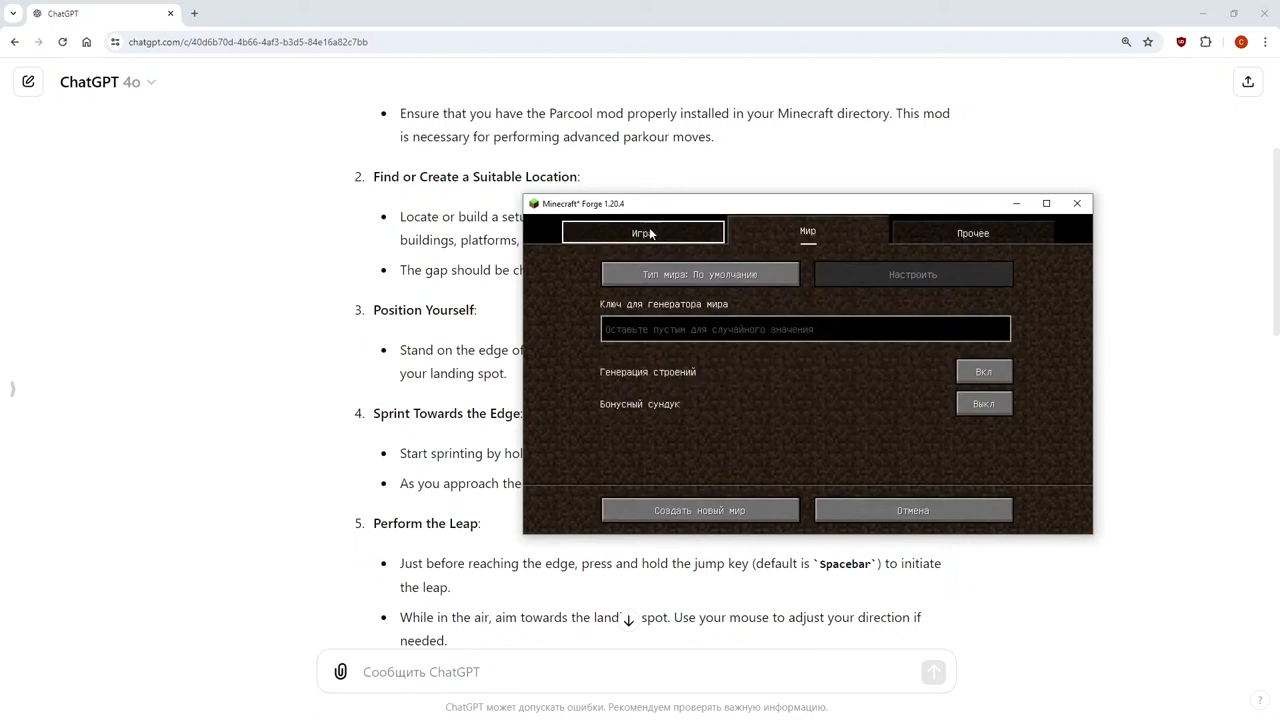 ChatGPT
chatgpt.com/c/40d6b70d-4b66-4af3-b3d5-84e16a82c7bb
ChatGPT 4o
• Ensure that you have the Parcool mod properly installed in your Minecraft directory. This mod
is necessary for performing advanced parkour moves.
2. Find or Create a Suitable Location:
• Locate or build a setu
buildings, platforms,
• The gap should be ch
3. Position Yourself:
• Stand on the edge of
your landing spot.
4. Sprint Towards the Edge:
• Start sprinting by hol
• As you approach the
5. Perform the Leap:
• Just before reaching the edge, press and hold the jump key (default is `Spacebar`) to initiate
the leap.
• While in the air, aim towards the landi spot. Use your mouse to adjust your direction if
needed.
Minecraft* Forge 1.20.4
Игра
Мир
Прочее
Тип мира: По умолчанию
Настроить
Ключ для генератора мира
Оставьте пустым для случайного значения
Генерация строений
Вкл
Бонусный сундук
Выкл
Создать новый мир
Отмена
Сообщить ChatGPT
ChatGPT может допускать ошибки. Рекомендуем проверять важную информацию.
?